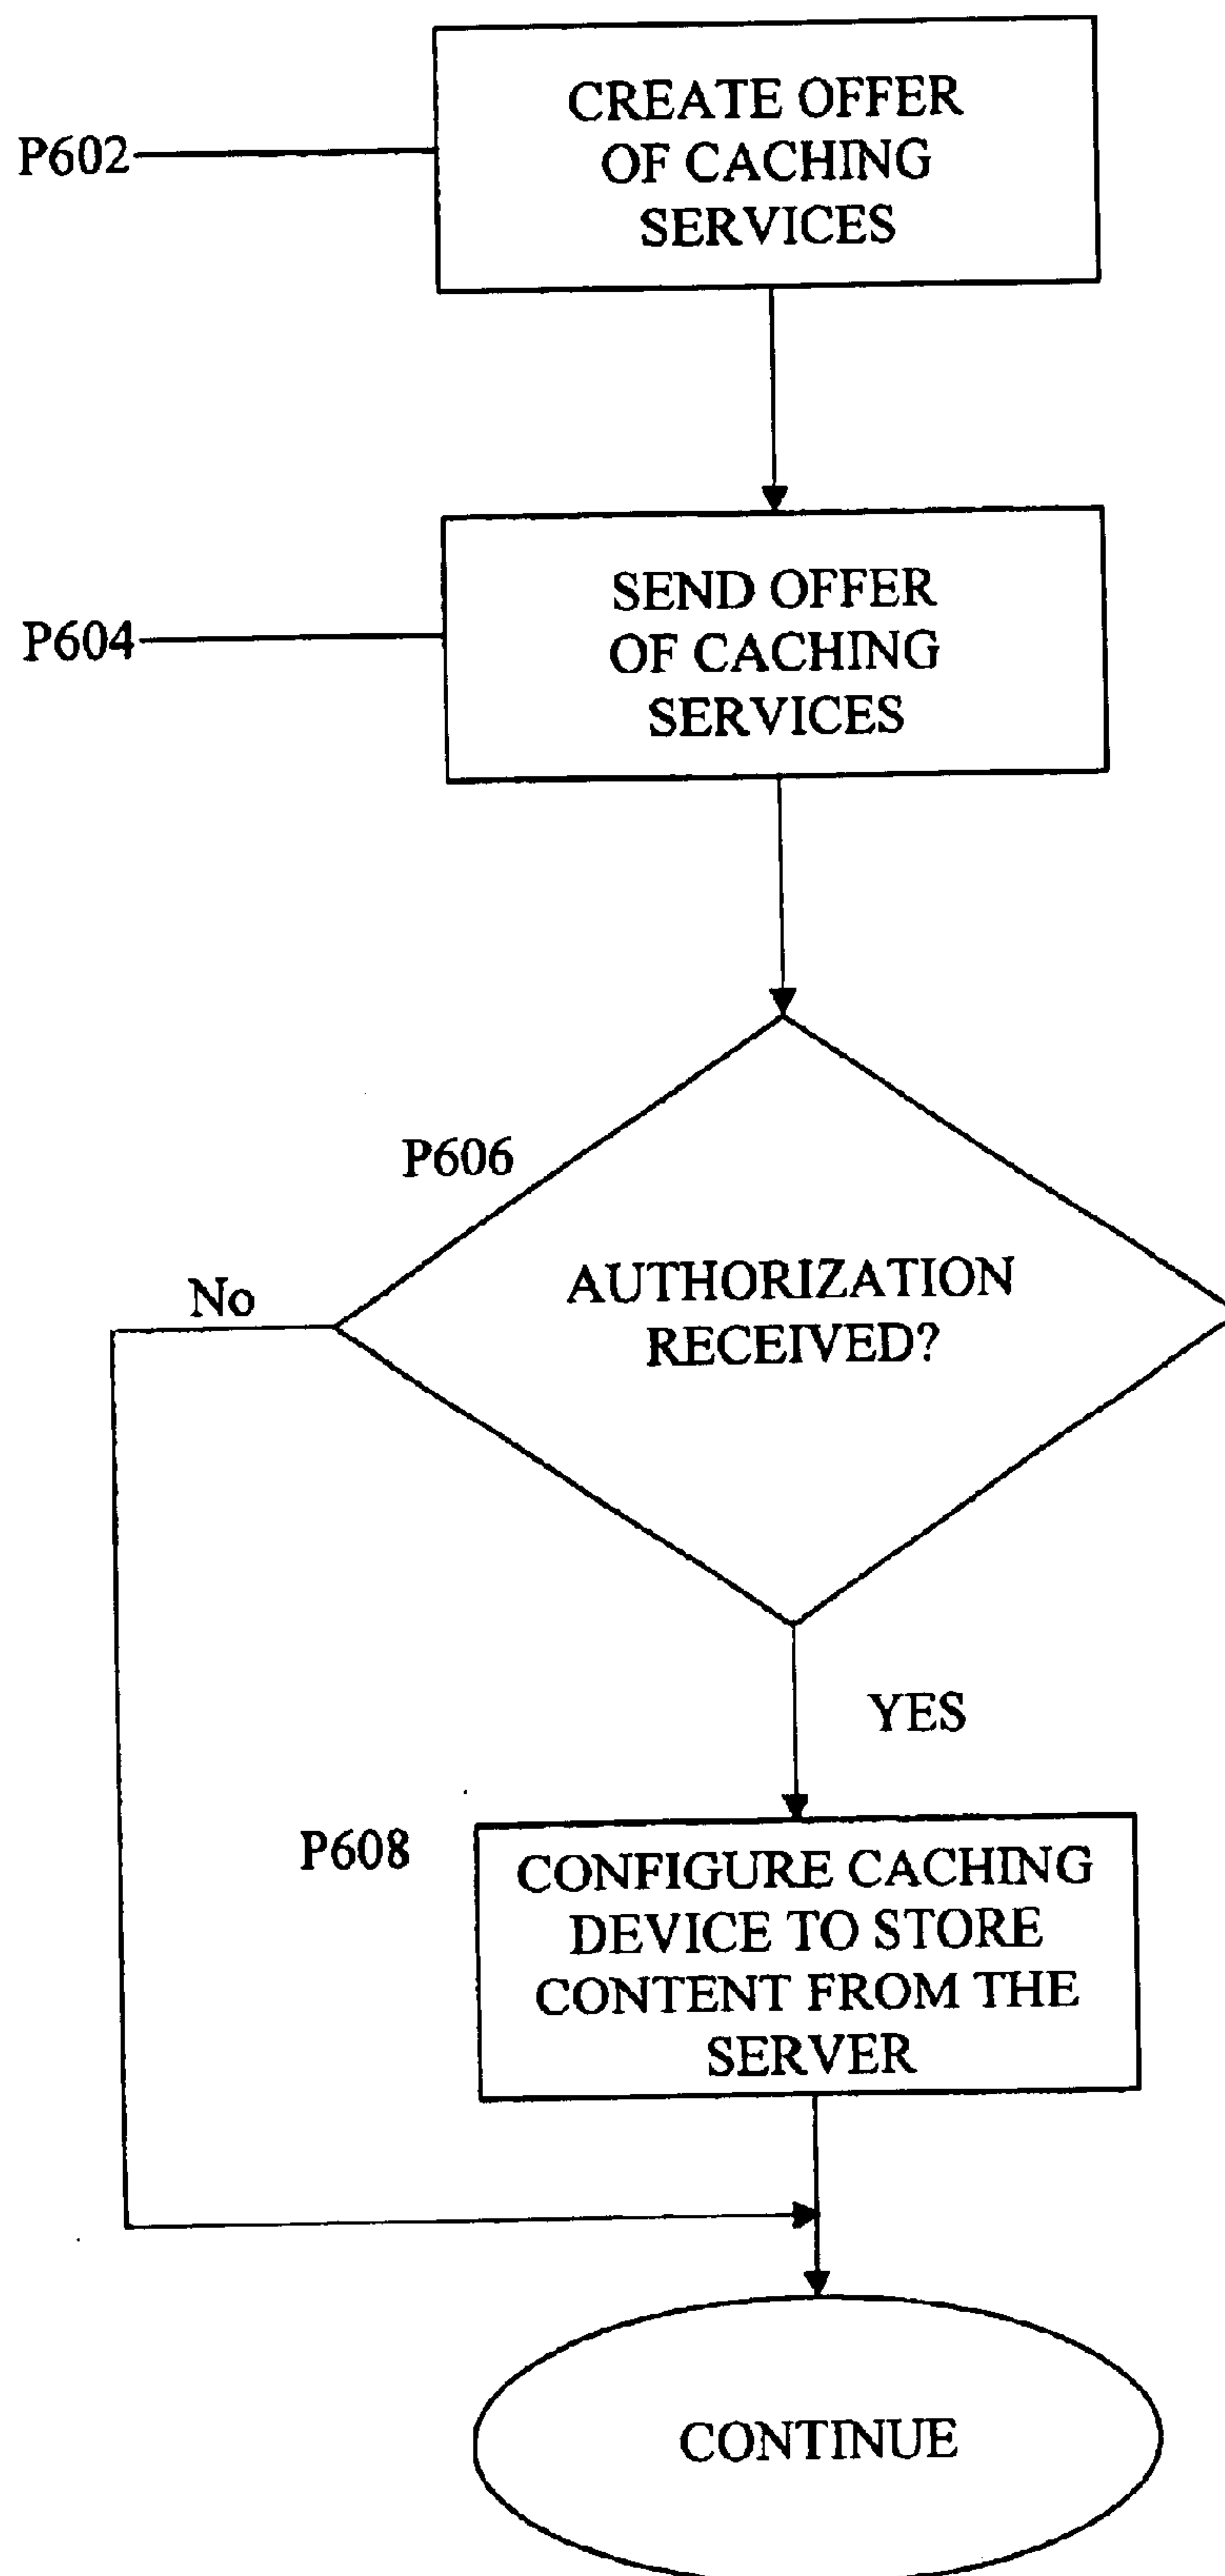 P602
CREATE OFFER
OF CACHING
SERVICES
P604
SEND OFFER
OF CACHING
SERVICES
P606
AUTHORIZATION
RECEIVED?
No
YES
P608
CONFIGURE CACHING
DEVICE TO STORE
CONTENT FROM THE
SERVER
CONTINUE